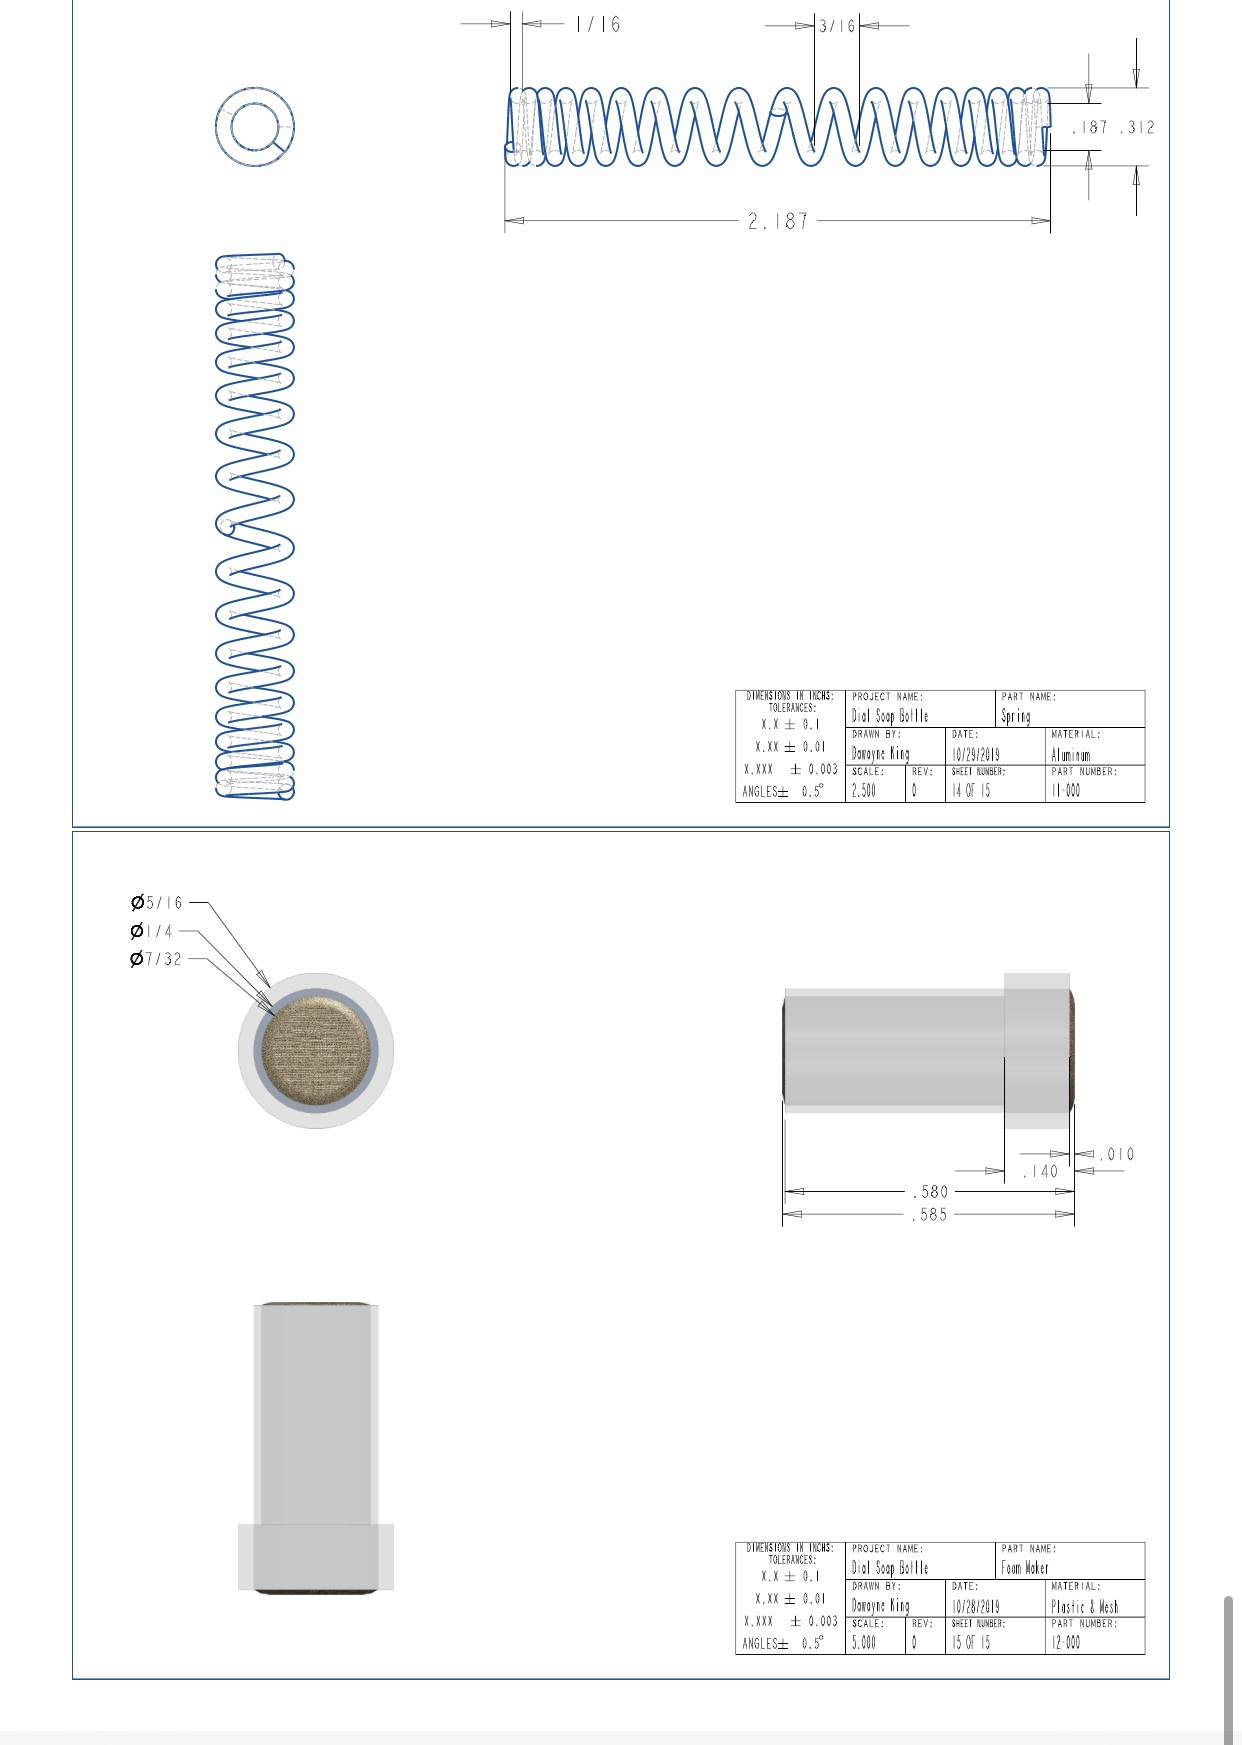 1/16
3/16
.187 .312
2.187
DIMENSIONS IN INCHS:
TOLERANCES:
X.X ± 0.1
X.XX ± 0.01
X.XXX ± 0.003
ANGLES± 0.5°
PROJECT NAME:
Dial Soap Bottle
PART NAME:
Spring
DRAWN BY:
Dawayne King
DATE:
10/29/2019
MATERIAL:
Aluminum
SCALE:
2.500
REV:
0
SHEET NUMBER:
14 OF 15
PART NUMBER:
11-000
Ø5/16
Ø1/4
Ø7/32
.010
.140
.580
.585
DIMENSIONS IN INCHS:
TOLERANCES:
X.X ± 0.1
X.XX ± 0.01
X.XXX ± 0.003
ANGLES± 0.5°
PROJECT NAME:
Dial Soap Bottle
PART NAME:
Foam Maker
DRAWN BY:
Dawayne King
DATE:
10/28/2019
MATERIAL:
Plastic & Mesh
SCALE:
5.000
REV:
0
SHEET NUMBER:
15 OF 15
PART NUMBER:
12-000